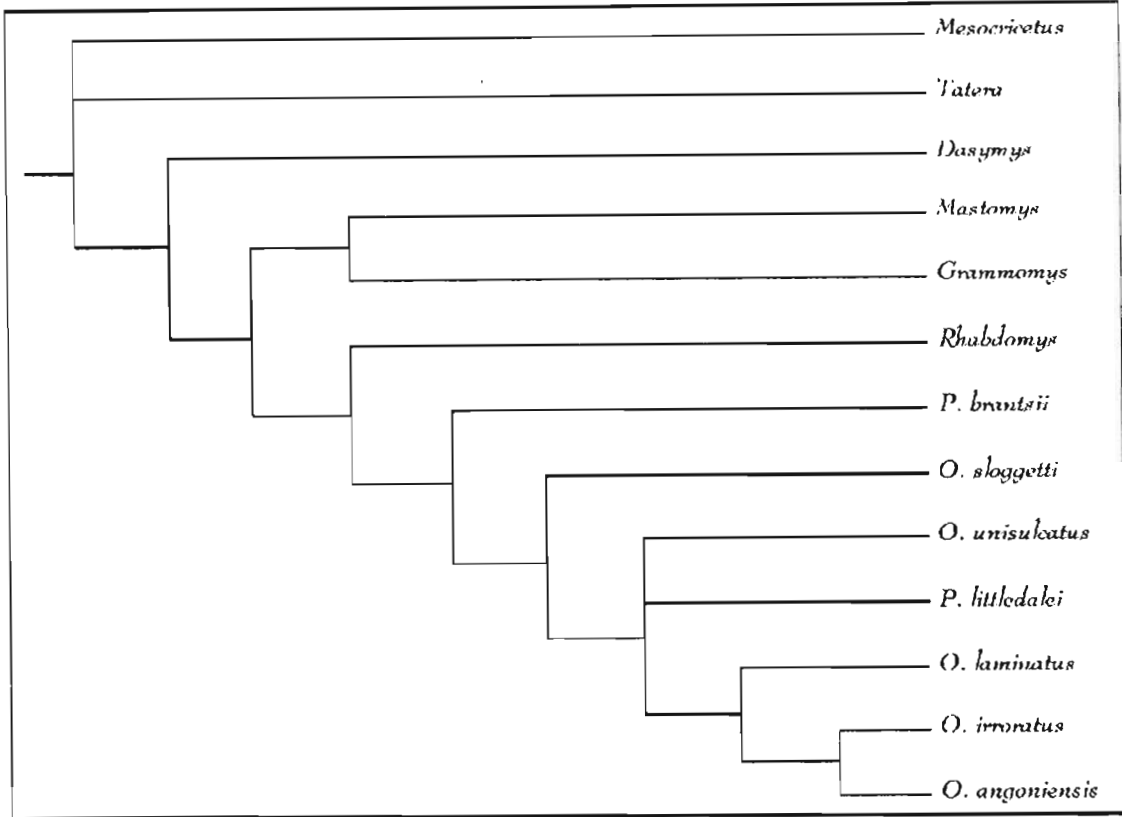 Mesocricetus
Tatera
Dasymys
Mastomys
Grammomys
Rhabdomys
P. brantsii
O. sloggetti
O. unisulcatus
P. littledalei
O. laminatus
O. irroratus
O. angoniensis